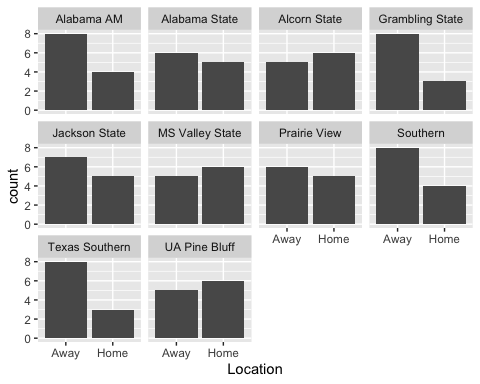 Alabama AM Alabama State Alcorn State Grambling State
8
6
4
2
0
Jackson State MS Valley State Prairie View Southern
8
6
4
2
0
count
Away Home Away Home
Texas Southern UA Pine Bluff
8
6
4
2
0
Away Home Away Home
Location